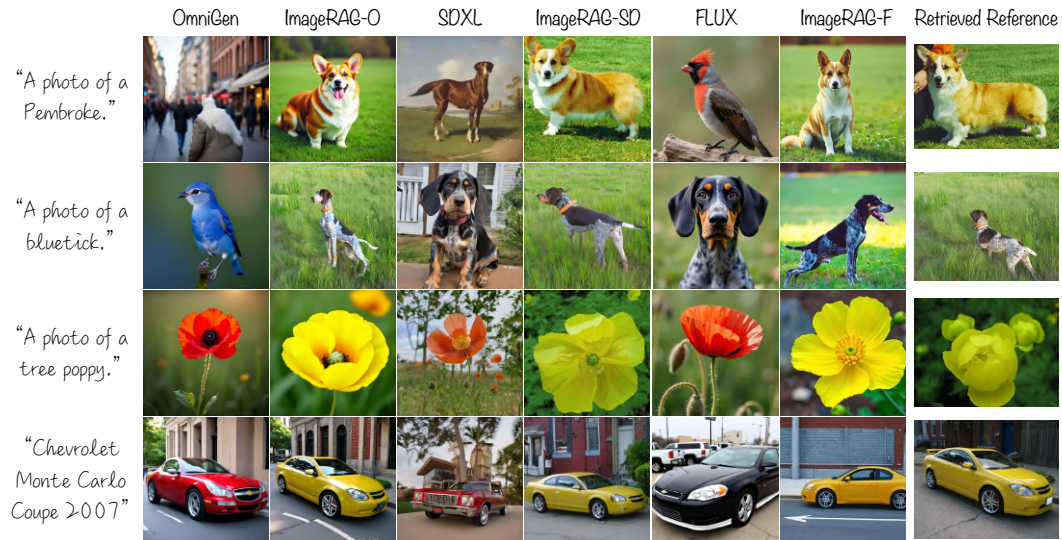 OmniGen ImageRAG-O SDXL ImageRAG-SD FLUX ImageRAG-F Retrieved Reference
“A photo of a
Pembroke.”
“A photo of a
bluetick.”
“A photo of a
tree poppy.”
“Chevrolet
Monte Carlo
Coupe 2007”